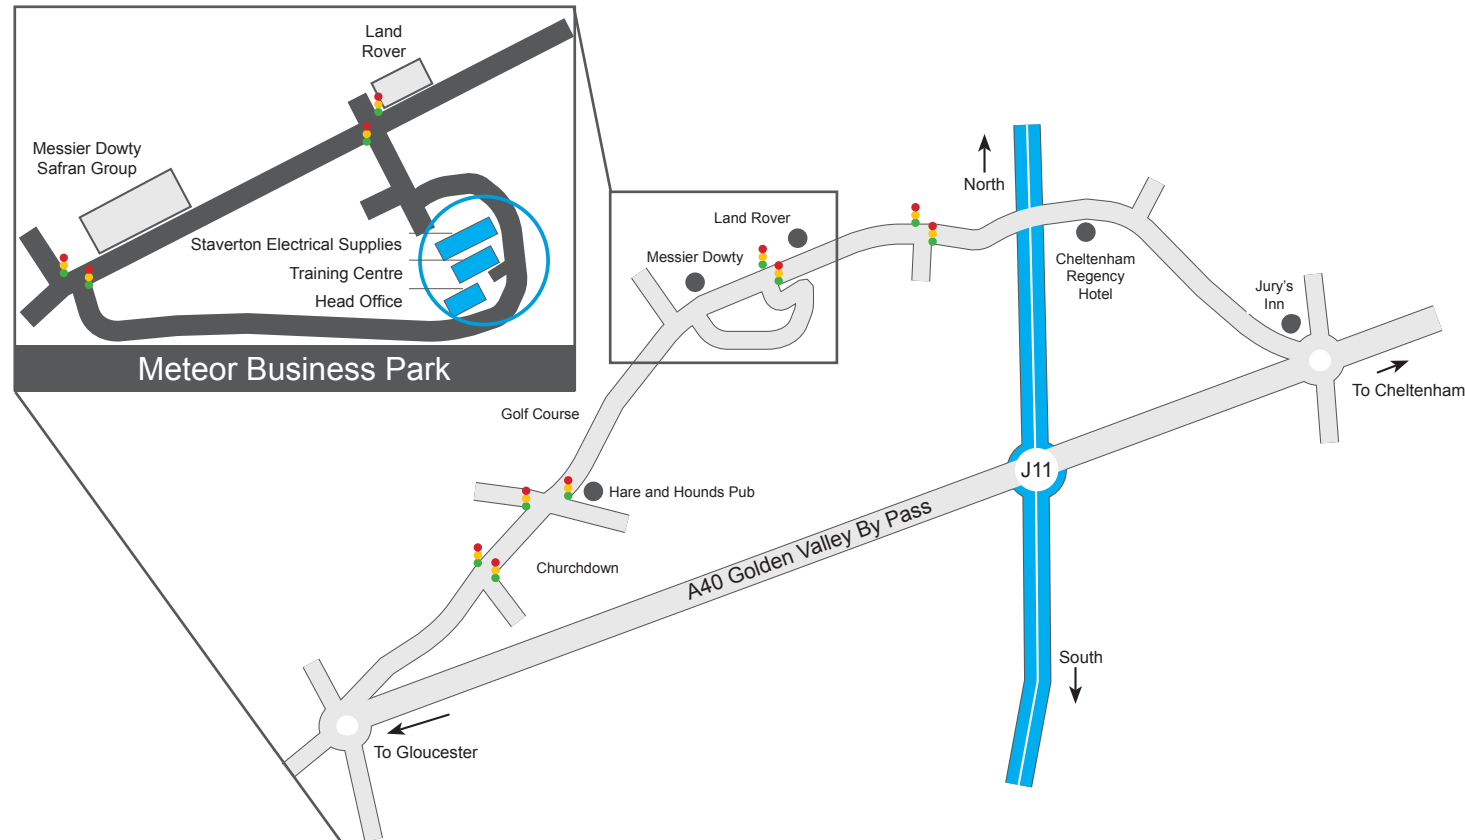 Land
Rover
Messier Dowty
Safran Group
Staverton Electrical Supplies
Training Centre
Head Office
Meteor Business Park
North
Land Rover
Messier Dowty
Cheltenham
Regency
Hotel
Jury's
Inn
To Cheltenham
Golf Course
J11
Hare and Hounds Pub
A40 Golden Valley By Pass
Churchdown
South
To Gloucester